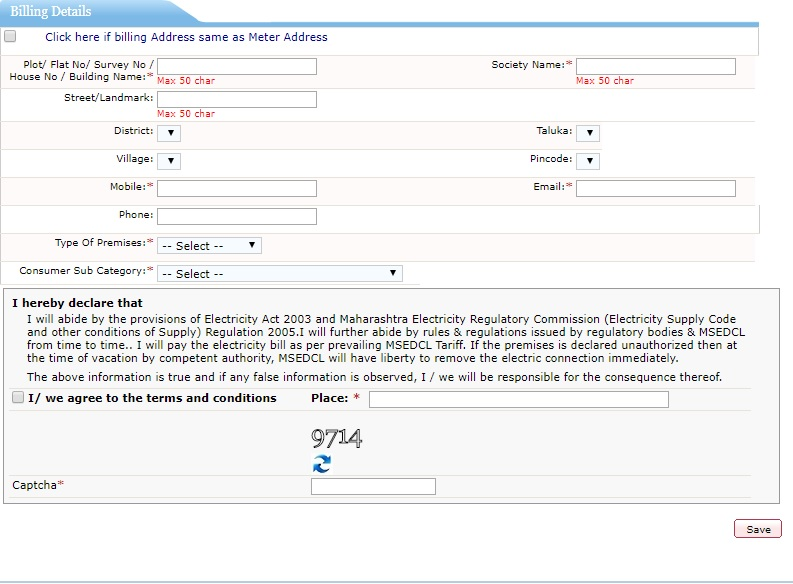 Billing Details
Click here if billing Address same as Meter Address
Plot/ Flat No/ Survey No /
House No / Building Name:*
Max 50 char
Society Name:*
Max 50 char
Street/Landmark:
Max 50 char
District:
Taluka:
Village:
Pincode:
Mobile:*
Email:*
Phone:
Type Of Premises:* -- Select --
Consumer Sub Category:* -- Select --
I hereby declare that
I will abide by the provisions of Electricity Act 2003 and Maharashtra Electricity Regulatory Commission (Electricity Supply Code
and other conditions of Supply) Regulation 2005.I will further abide by rules & regulations issued by regulatory bodies & MSEDCL
from time to time.. I will pay the electricity bill as per prevailing MSEDCL Tariff. If the premises is declared unauthorized then at
the time of vacation by competent authority, MSEDCL will have liberty to remove the electric connection immediately.
The above information is true and if any false information is observed, I / we will be responsible for the consequence thereof.
I/ we agree to the terms and conditions Place: *
9714
Captcha*
Save